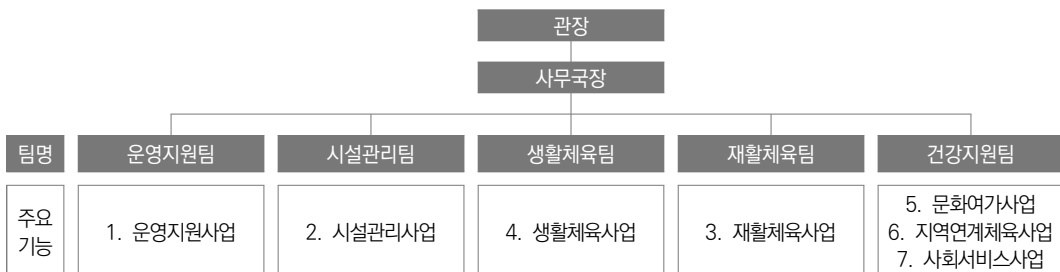 관장
사무국장
팀명 운영지원팀 시설관리팀 생활체육팀 재활체육팀 건강지원팀
주요
기능
1. 운영지원사업
2. 시설관리사업
4. 생활체육사업
3. 재활체육사업
5. 문화여가사업
6. 지역연계체육사업
7. 사회서비스사업